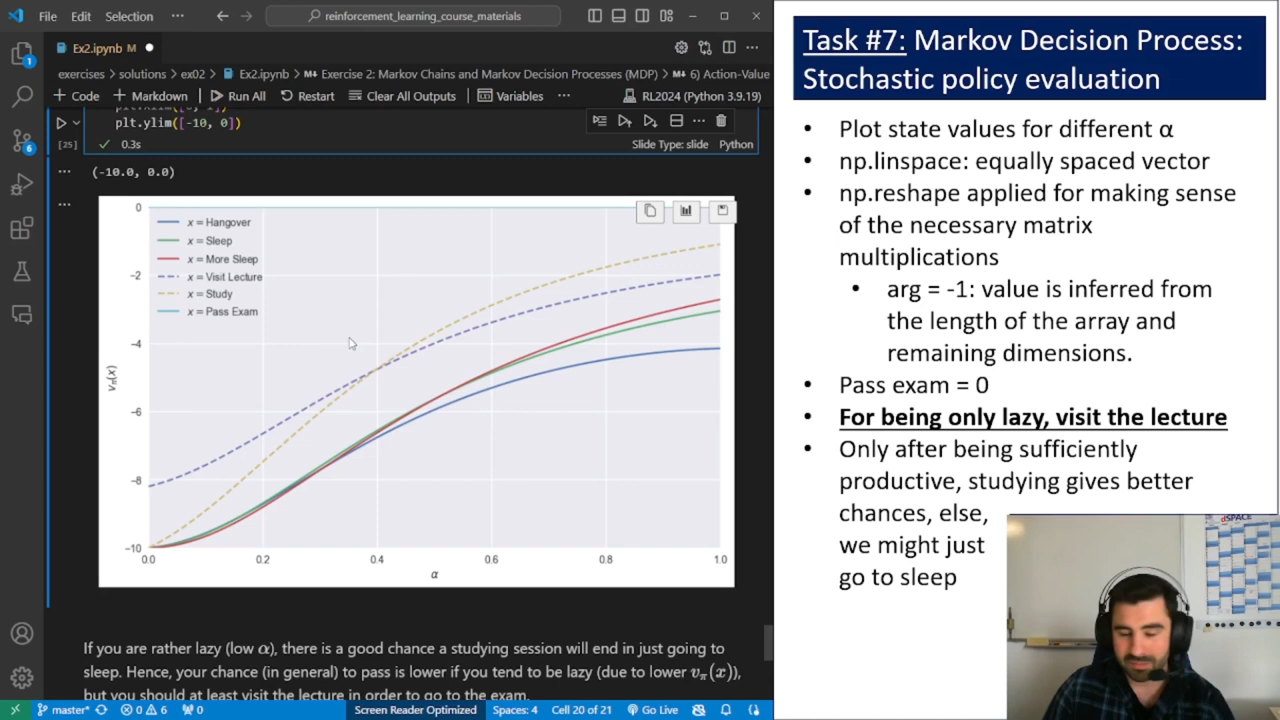 File Edit Selection ··· reinforcement_learning_course_materials
Ex2.ipynb M
exercises > solutions > ex02 > Ex2.ipynb > Exercise 2: Markov Chains and Markov Decision Processes (MDP) > 6) Action-Value
+ Code + Markdown Run All Restart Clear All Outputs Variables ··· RL2024 (Python 3.9.19)
plt.ylim([-10, 0])
[25] 0.3s Slide Type: slide Python
(-10.0, 0.0)
x = Hangover
x = Sleep
x = More Sleep
x = Visit Lecture
x = Study
x = Pass Exam
0
−2
−4
−6
−8
−10
vπ(x)
0.0 0.2 0.4 0.6 0.8 1.0
α
If you are rather lazy (low α), there is a good chance a studying session will end in just going to
sleep. Hence, your chance (in general) to pass is lower if you tend to be lazy (due to lower vπ(x)),
but you should at least visit the lecture in order to go to the exam.
master* 0 6 0 Screen Reader Optimized Spaces: 4 Cell 20 of 21 Go Live
1
6
Task #7: Markov Decision Process:
Stochastic policy evaluation
• Plot state values for different α
• np.linspace: equally spaced vector
• np.reshape applied for making sense
of the necessary matrix
multiplications
• arg = -1: value is inferred from
the length of the array and
remaining dimensions.
• Pass exam = 0
• For being only lazy, visit the lecture
• Only after being sufficiently
productive, studying gives better
chances, else,
we might just
go to sleep
dSPACE